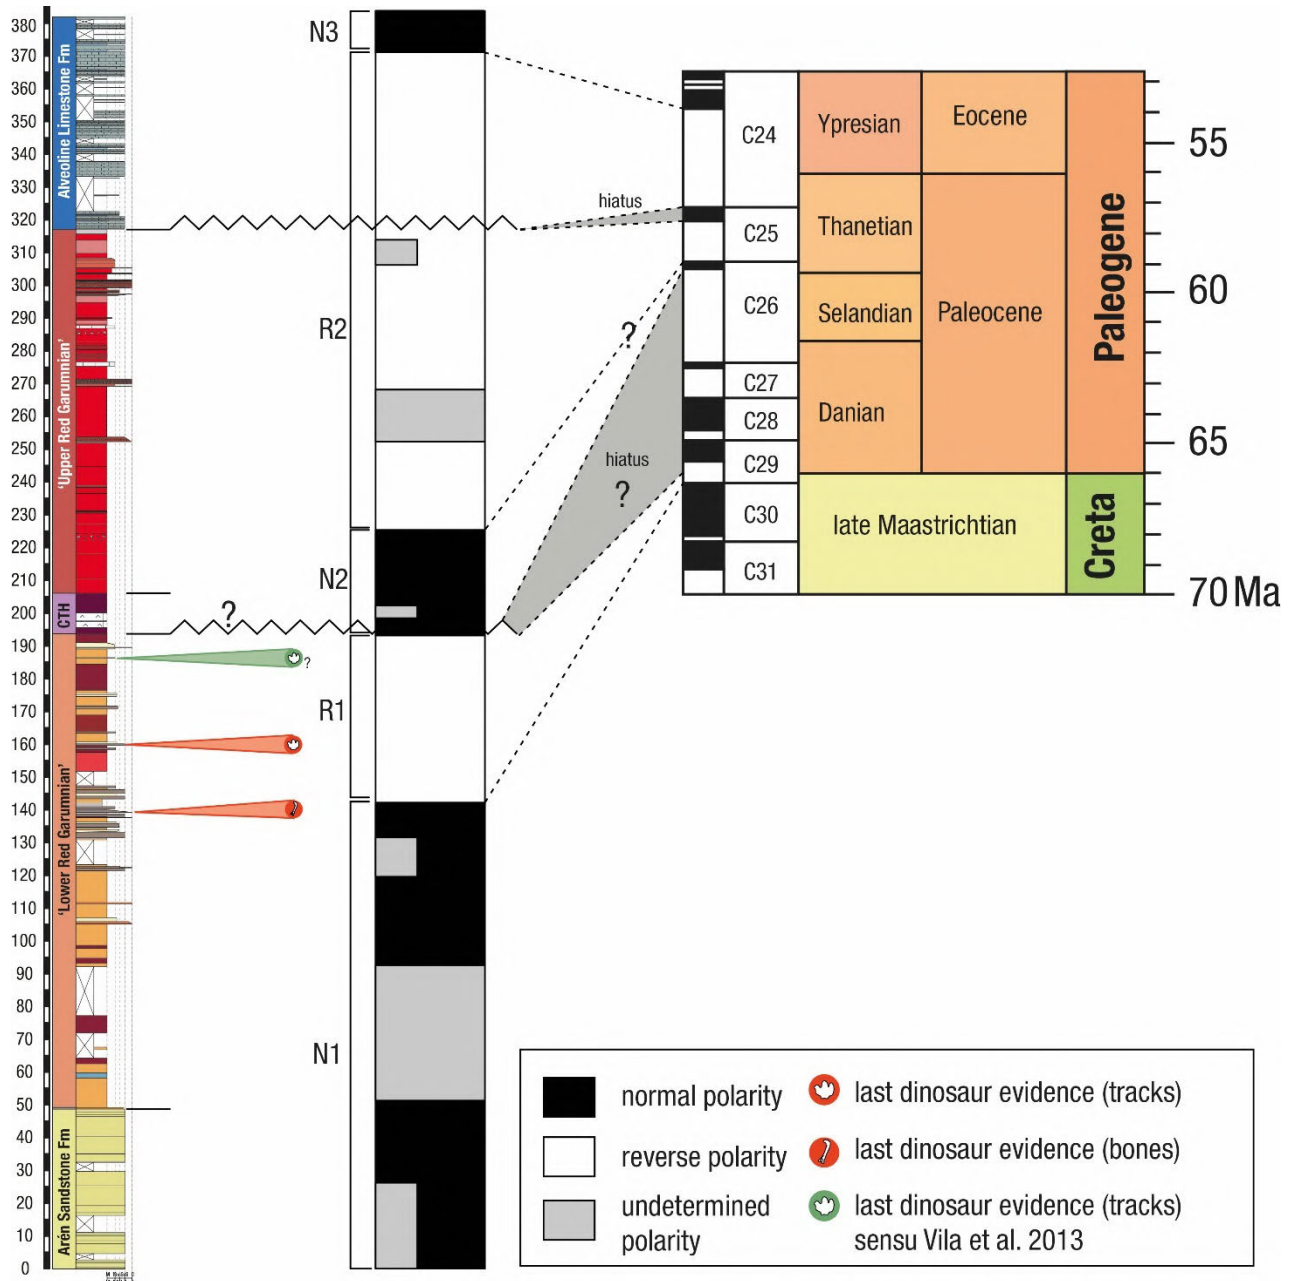 380
370
360
350
340
330
320
310
300
290
280
270
260
250
240
230
220
210
200
190
180
170
160
150
140
130
120
110
100
90
80
70
60
50
40
30
20
10
0
Alveoline Limestone Fm
'Upper Red Garumnian'
CTH
'Lower Red Garumnian'
Arén Sandstone Fm
?
?
N3
R2
N2
R1
N1
hiatus
?
hiatus
?
C24
C25
C26
C27
C28
C29
C30
C31
Ypresian
Thanetian
Selandian
Danian
late Maastrichtian
Eocene
Paleocene
Paleogene
Creta
55
60
65
70 Ma
normal polarity
reverse polarity
undetermined
polarity
last dinosaur evidence (tracks)
last dinosaur evidence (bones)
last dinosaur evidence (tracks)
sensu Vila et al. 2013